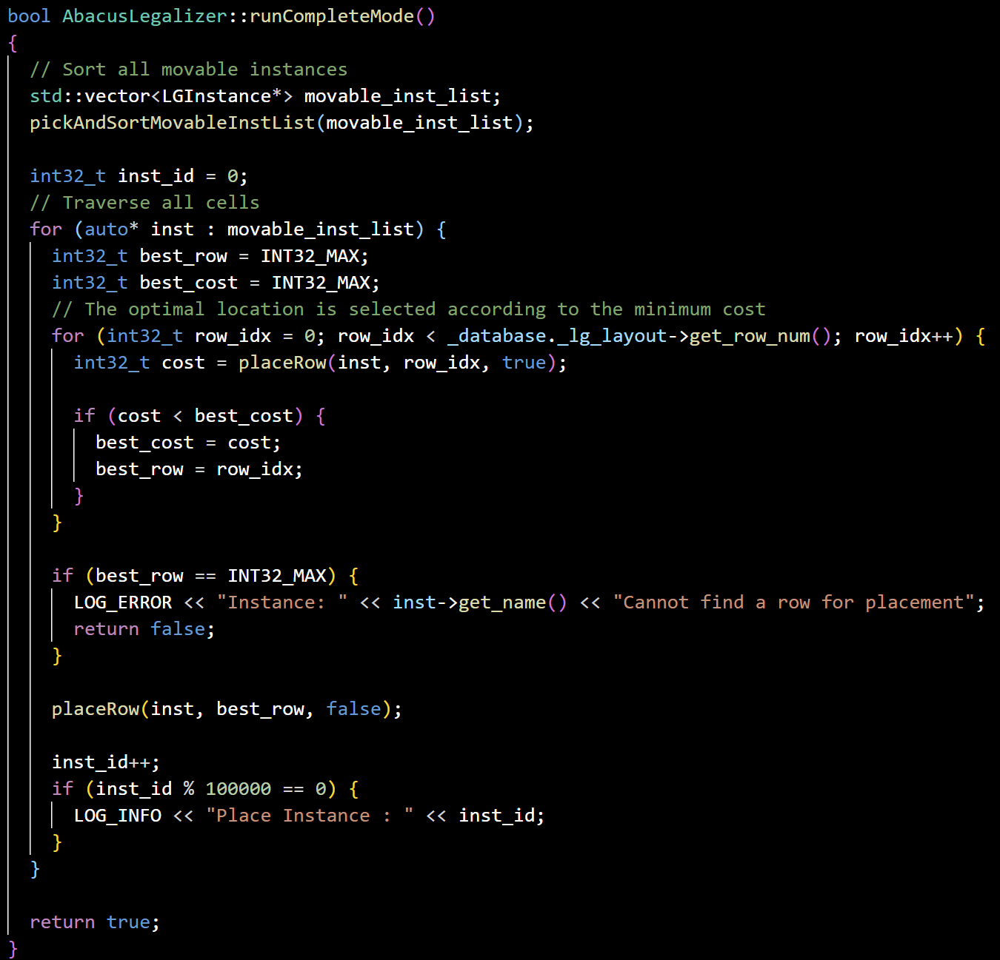 bool AbacusLegalizer::runCompleteMode()
{
  // Sort all movable instances
  std::vector<LGInstance*> movable_inst_list;
  pickAndSortMovableInstList(movable_inst_list);

  int32_t inst_id = 0;
  // Traverse all cells
  for (auto* inst : movable_inst_list) {
    int32_t best_row = INT32_MAX;
    int32_t best_cost = INT32_MAX;
    // The optimal location is selected according to the minimum cost
    for (int32_t row_idx = 0; row_idx < _database._lg_layout->get_row_num(); row_idx++) {
      int32_t cost = placeRow(inst, row_idx, true);

      if (cost < best_cost) {
        best_cost = cost;
        best_row = row_idx;
      }
    }

    if (best_row == INT32_MAX) {
      LOG_ERROR << "Instance: " << inst->get_name() << "Cannot find a row for placement";
      return false;
    }

    placeRow(inst, best_row, false);

    inst_id++;
    if (inst_id % 100000 == 0) {
      LOG_INFO << "Place Instance : " << inst_id;
    }
  }

  return true;
}